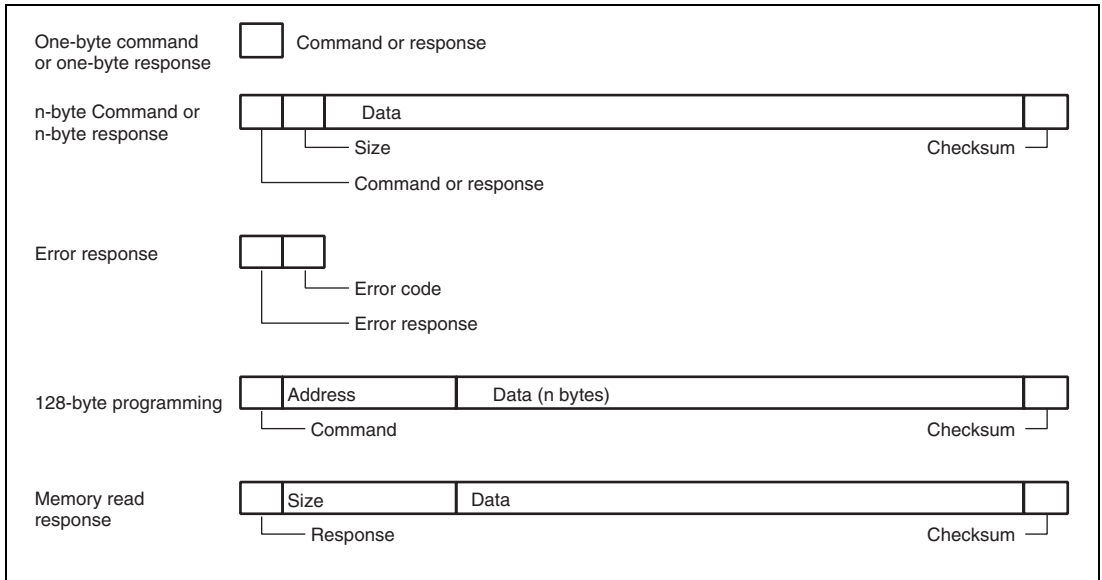 One-byte command
or one-byte response
Command or response
n-byte Command or
n-byte response
Data
Size
Checksum
Command or response
Error response
Error code
Error response
128-byte programming
Address
Data (n bytes)
Command
Checksum
Memory read
response
Size
Data
Response
Checksum